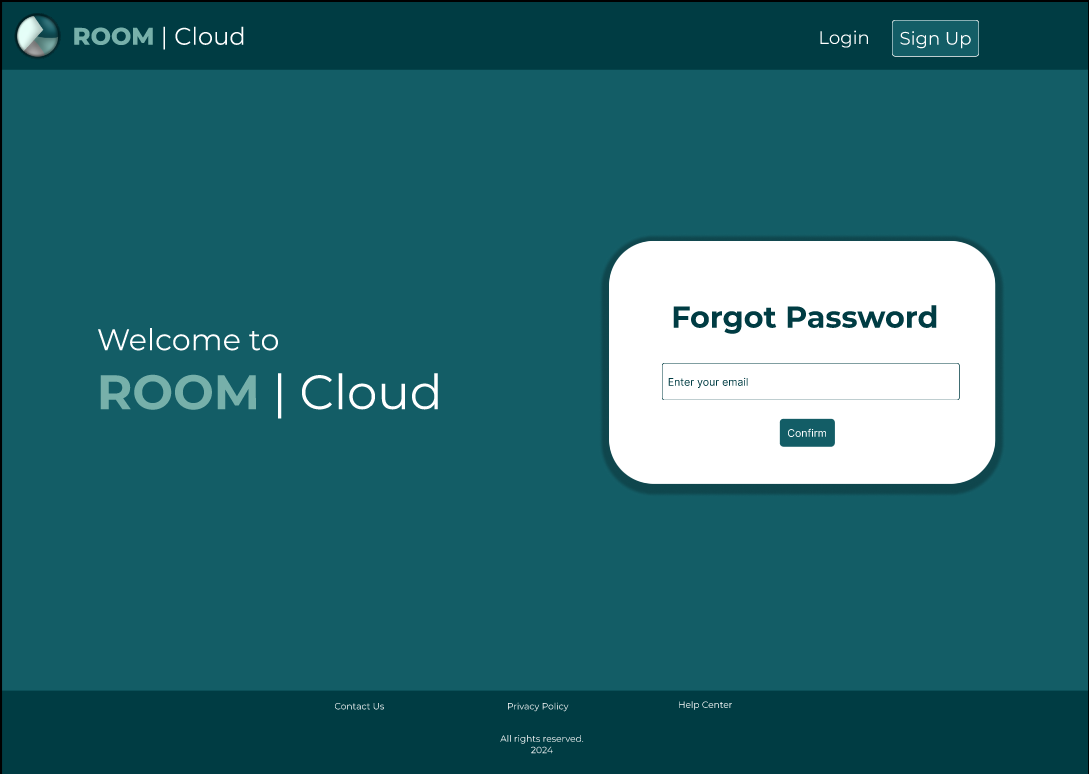 ROOM | Cloud
Login
Sign Up
Welcome to
ROOM | Cloud
Forgot Password
Enter your email
Confirm
Contact Us
Privacy Policy
Help Center
All rights reserved.
2024